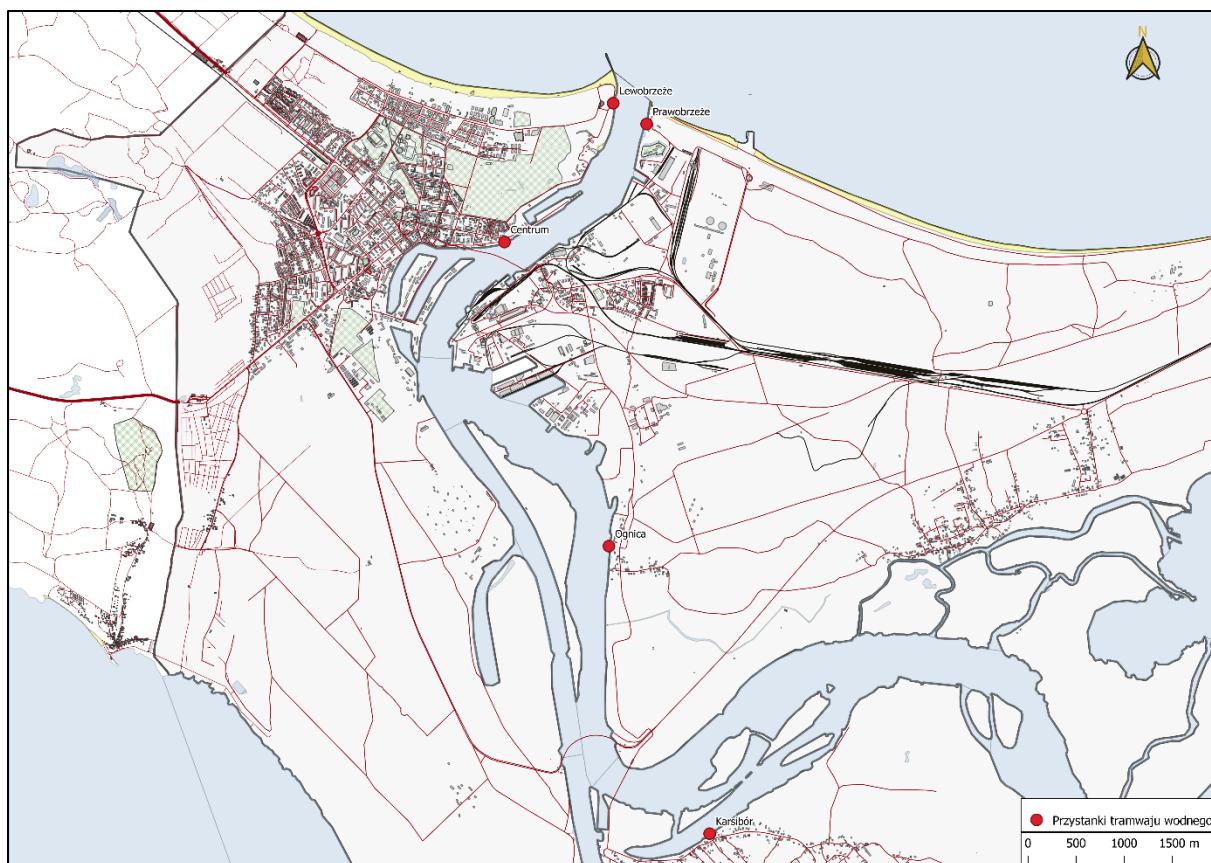 N
Lewobrzeże
Prawobrzeże
Centrum
Ognica
Karsibór
Przystanki tramwaju wodnego
0 500 1000 1500 m